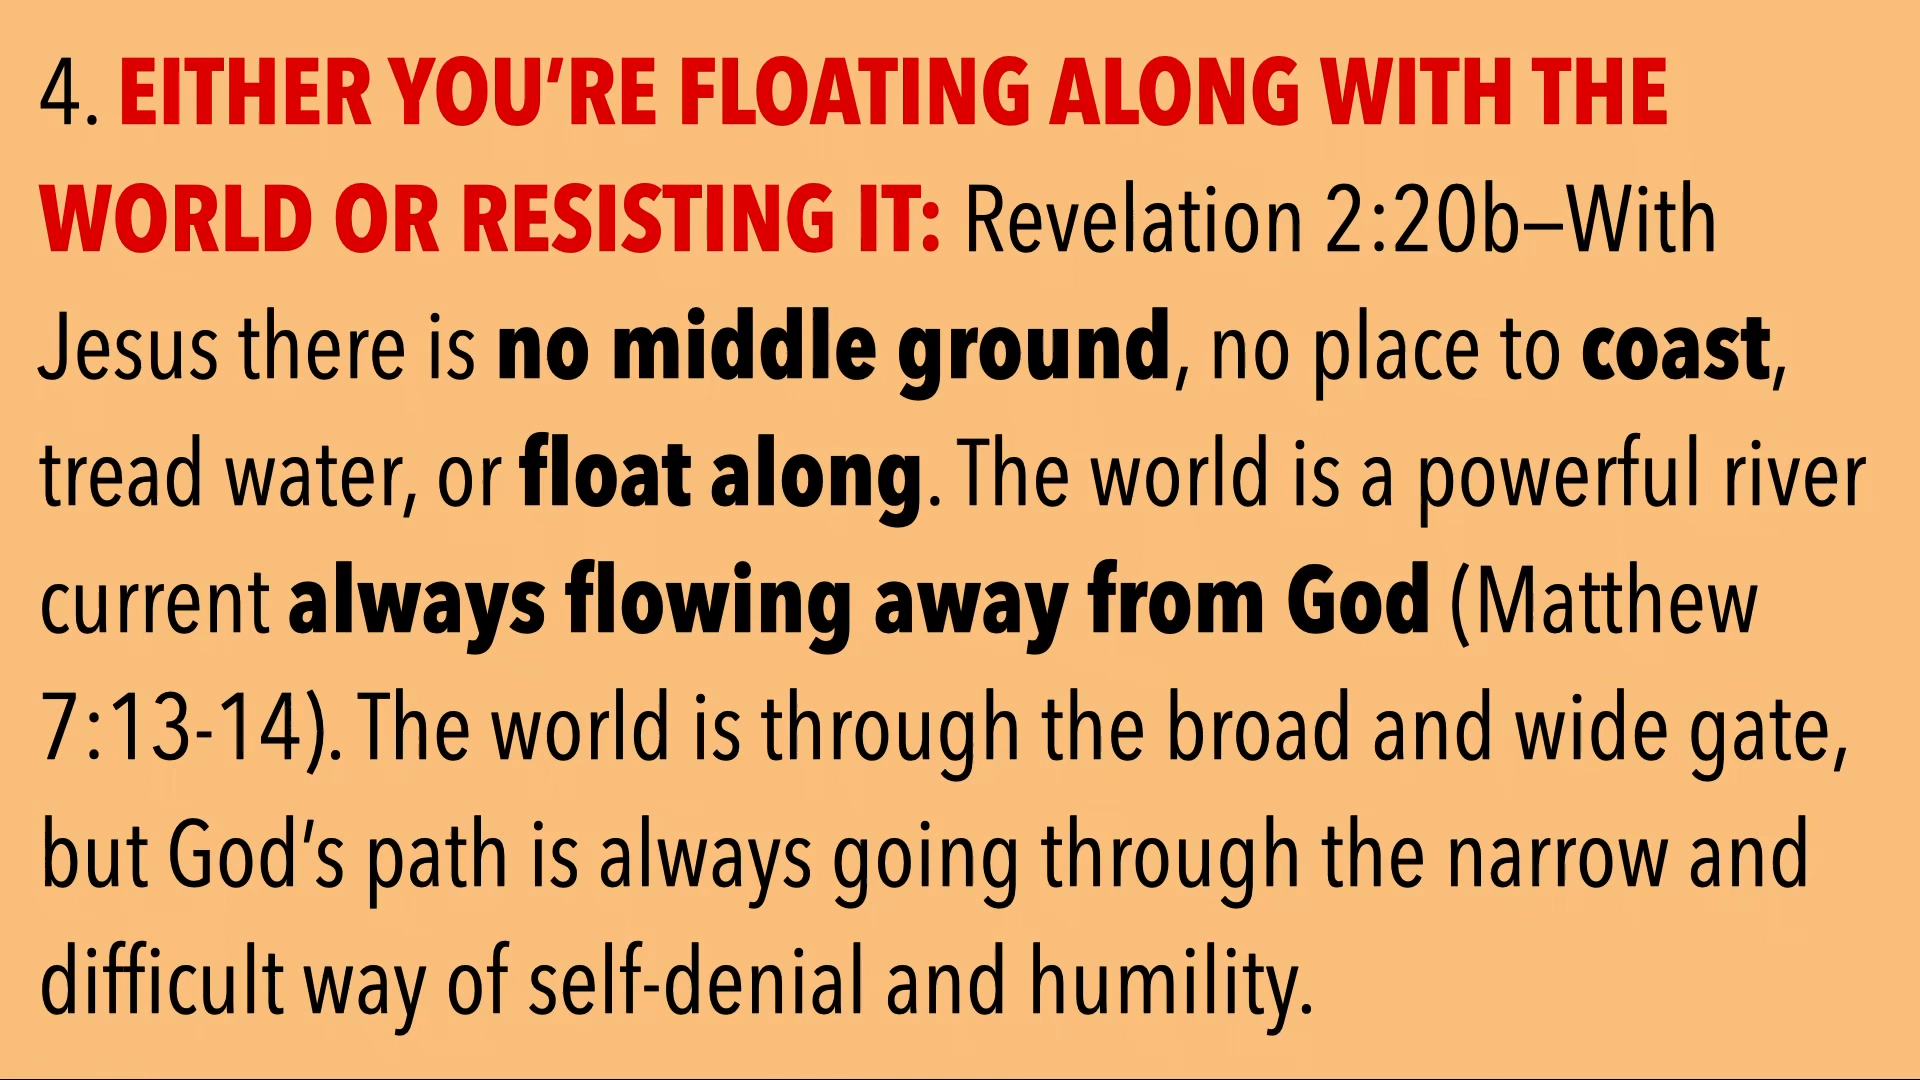 4. EITHER YOU’RE FLOATING ALONG WITH THE
WORLD OR RESISTING IT: Revelation 2:20b–With
Jesus there is no middle ground, no place to coast,
tread water, or float along. The world is a powerful river
current always flowing away from God (Matthew
7:13-14). The world is through the broad and wide gate,
but God’s path is always going through the narrow and
difficult way of self-denial and humility.